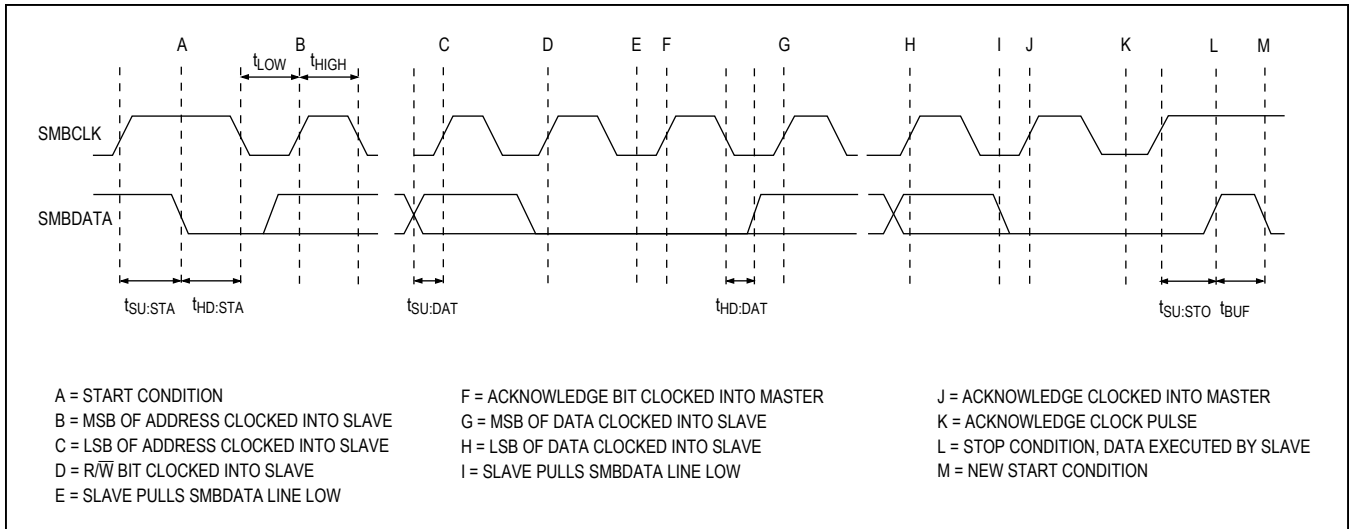 A B C D E F G H I J K L M
tLOW tHIGH
SMBCLK
SMBDATA
tSU:STA tHD:STA tSU:DAT tHD:DAT tSU:STO tBUF
A = START CONDITION
B = MSB OF ADDRESS CLOCKED INTO SLAVE
C = LSB OF ADDRESS CLOCKED INTO SLAVE
D = R/W̅ BIT CLOCKED INTO SLAVE
E = SLAVE PULLS SMBDATA LINE LOW
F = ACKNOWLEDGE BIT CLOCKED INTO MASTER
G = MSB OF DATA CLOCKED INTO SLAVE
H = LSB OF DATA CLOCKED INTO SLAVE
I = SLAVE PULLS SMBDATA LINE LOW
J = ACKNOWLEDGE CLOCKED INTO MASTER
K = ACKNOWLEDGE CLOCK PULSE
L = STOP CONDITION, DATA EXECUTED BY SLAVE
M = NEW START CONDITION